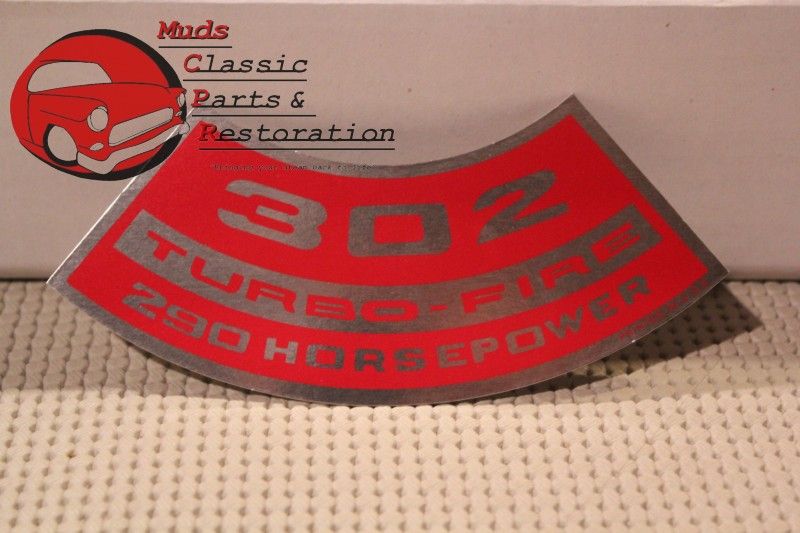 Muds
Classic
Parts &
Restoration
302
TURBO-FIRE
290 HORSEPOWER